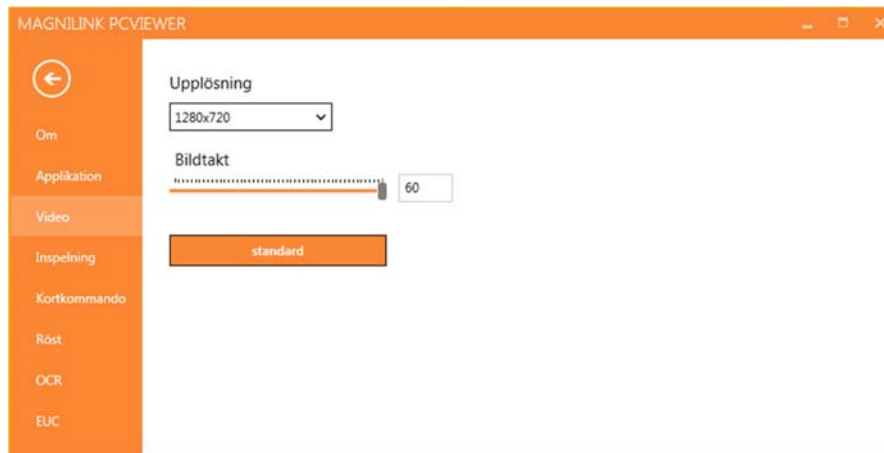 MAGNILINK PCVIEWER
Om
Applikation
Video
Inspelning
Kortkommando
Röst
OCR
EUC
Upplösning
1280x720
Bildtakt
60
standard